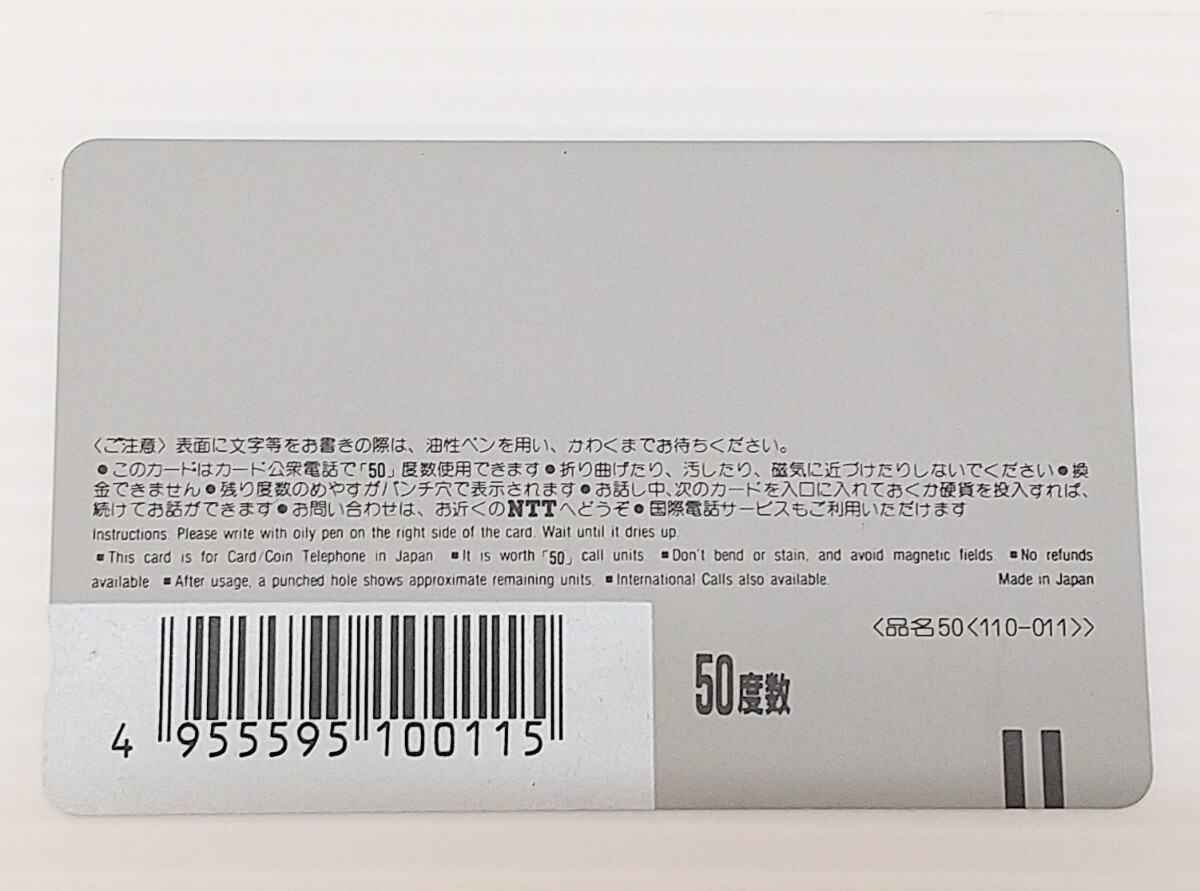 〈ご注意〉表面に文字等をお書きの際は、油性ペンを用い、かわくまでお待ちください。
●このカードはカード公衆電話で「50」度数使用できます●折り曲げたり、汚したり、磁気に近づけたりしないでください●換
金できません●残り度数のめやすがパンチ穴で表示されます●お話し中、次のカードを入口に入れておくか硬貨を投入すれば、
続けてお話ができます●お問い合わせは、お近くのNTTへどうぞ●国際電話サービスもご利用いただけます
Instructions: Please write with oily pen on the right side of the card. Wait until it dries up.
■This card is for Card/Coin Telephone in Japan. ■It is worth「50」call units. ■Don't bend or stain, and avoid magnetic fields. ■No refunds
available ■After usage, a punched hole shows approximate remaining units. ■International Calls also available. Made in Japan
〈品名50〈110-011〉〉
50度数
4 955595 100115